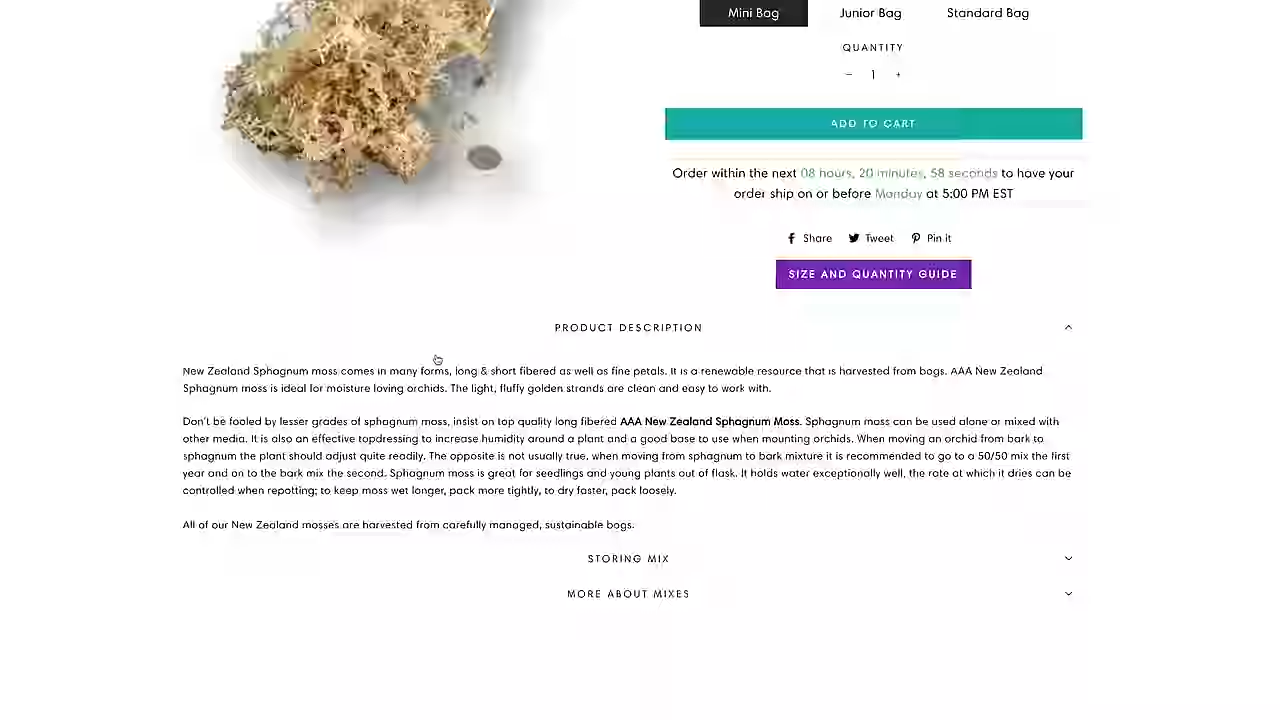 Mini Bag Junior Bag Standard Bag
QUANTITY
− 1 +
ADD TO CART
Order within the next 08 hours, 20 minutes, 58 seconds to have your
order ship on or before Monday at 5:00 PM EST
Share Tweet Pin it
SIZE AND QUANTITY GUIDE
PRODUCT DESCRIPTION
New Zealand Sphagnum moss comes in many forms, long & short fibered as well as fine petals. It is a renewable resource that is harvested from bogs. AAA New Zealand
Sphagnum moss is ideal for moisture loving orchids. The light, fluffy golden strands are clean and easy to work with.
Don't be fooled by lesser grades of sphagnum moss, insist on top quality long fibered AAA New Zealand Sphagnum Moss. Sphagnum moss can be used alone or mixed with
other media. It is also an effective topdressing to increase humidity around a plant and a good base to use when mounting orchids. When moving an orchid from bark to
sphagnum the plant should adjust quite readily. The opposite is not usually true, when moving from sphagnum to bark mixture it is recommended to go to a 50/50 mix the first
year and on to the bark mix the second. Sphagnum moss is great for seedlings and young plants out of flask. It holds water exceptionally well, the rate at which it dries can be
controlled when repotting; to keep moss wet longer, pack more tightly, to dry faster, pack loosely.
All of our New Zealand mosses are harvested from carefully managed, sustainable bogs.
STORING MIX
MORE ABOUT MIXES